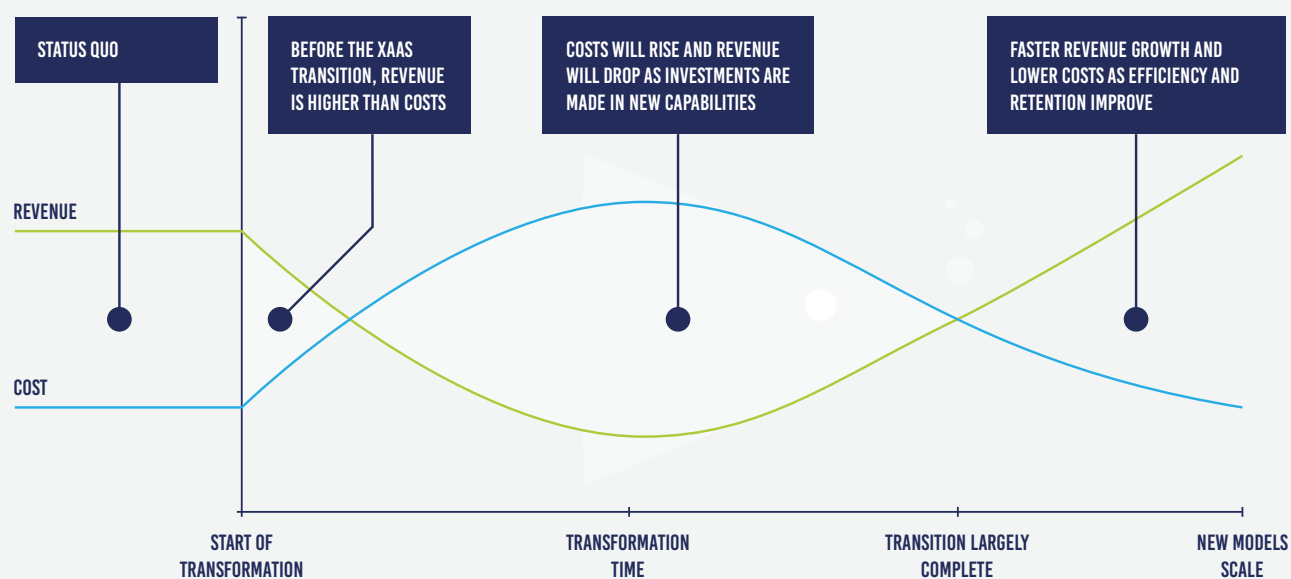 STATUS QUO
BEFORE THE XAAS
TRANSITION, REVENUE
IS HIGHER THAN COSTS
COSTS WILL RISE AND REVENUE
WILL DROP AS INVESTMENTS ARE
MADE IN NEW CAPABILITIES
FASTER REVENUE GROWTH AND
LOWER COSTS AS EFFICIENCY AND
RETENTION IMPROVE
REVENUE
COST
START OF
TRANSFORMATION
TRANSFORMATION
TIME
TRANSITION LARGELY
COMPLETE
NEW MODELS
SCALE